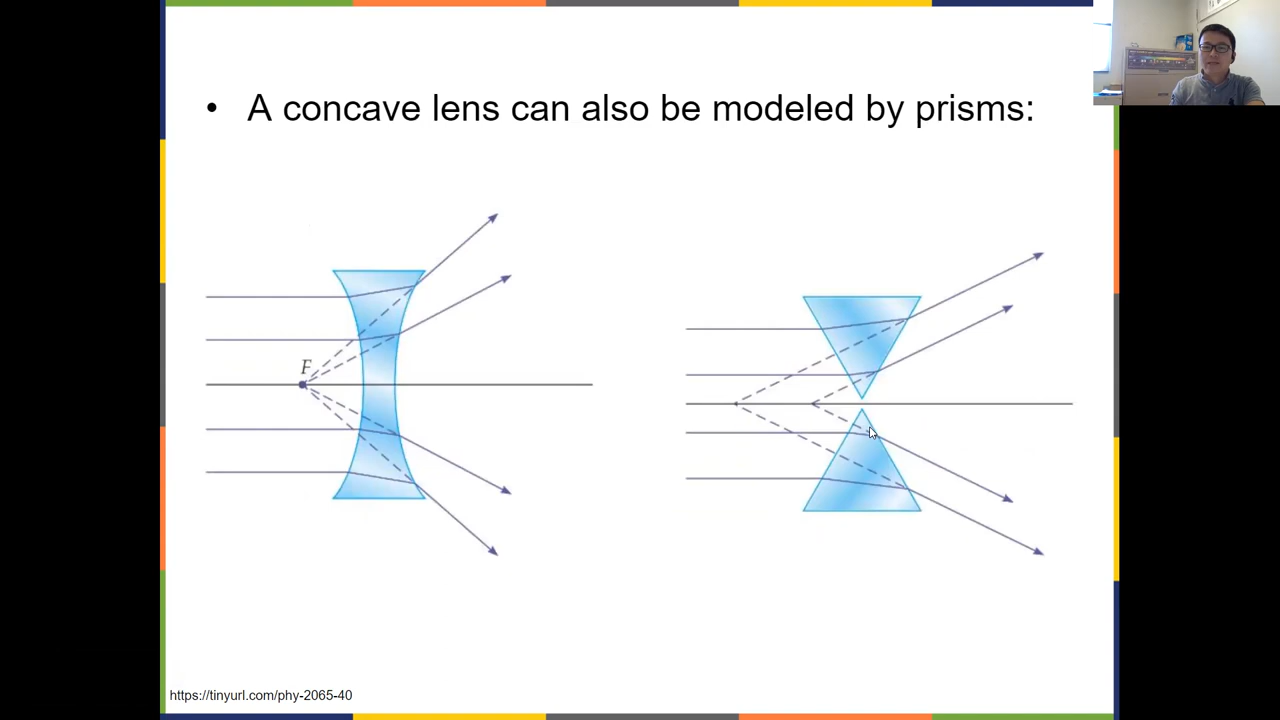 • A concave lens can also be modeled by prisms:
F
https://tinyurl.com/phy-2065-40